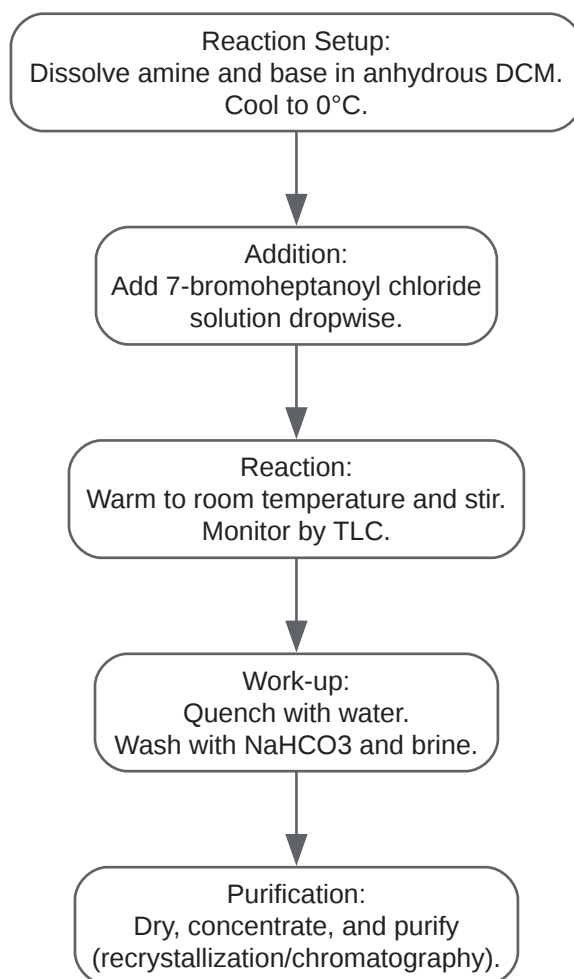 Reaction Setup:
Dissolve amine and base in anhydrous DCM.
Cool to 0°C.
Addition:
Add 7-bromoheptanoyl chloride
solution dropwise.
Reaction:
Warm to room temperature and stir.
Monitor by TLC.
Work-up:
Quench with water.
Wash with NaHCO3 and brine.
Purification:
Dry, concentrate, and purify
(recrystallization/chromatography).